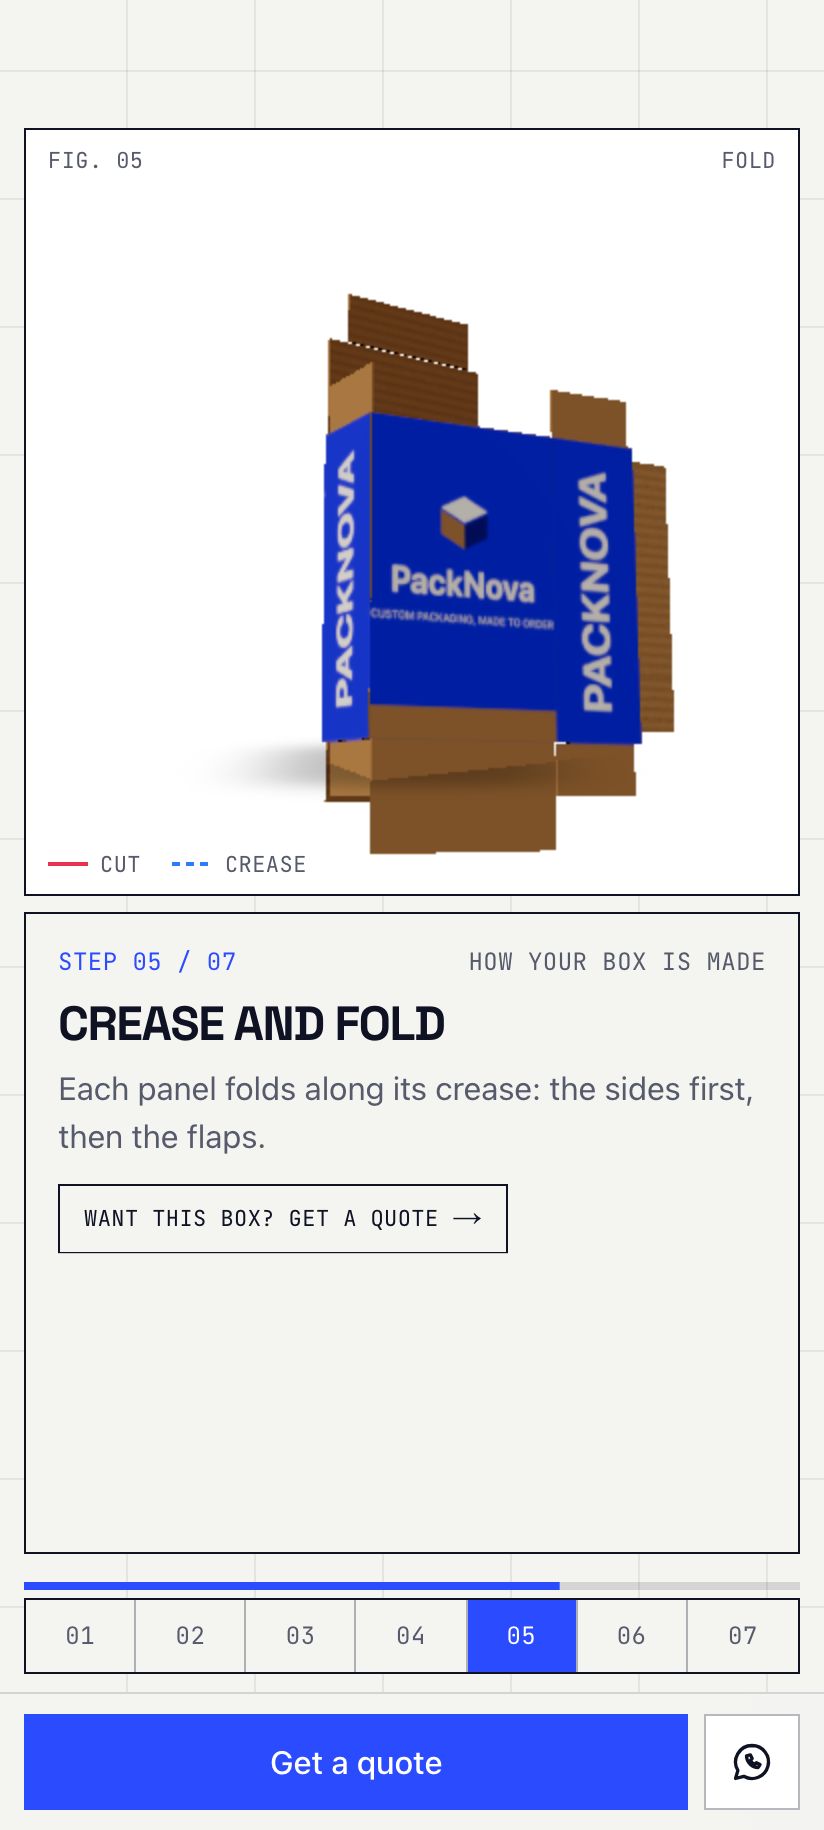 FIG. 05
FOLD
PACKNOVA
PackNova
CUSTOM PACKAGING, MADE TO ORDER
PACKNOVA
CUT
CREASE
STEP 05 / 07
HOW YOUR BOX IS MADE
CREASE AND FOLD
Each panel folds along its crease: the sides first,
then the flaps.
WANT THIS BOX? GET A QUOTE →
01
02
03
04
05
06
07
Get a quote